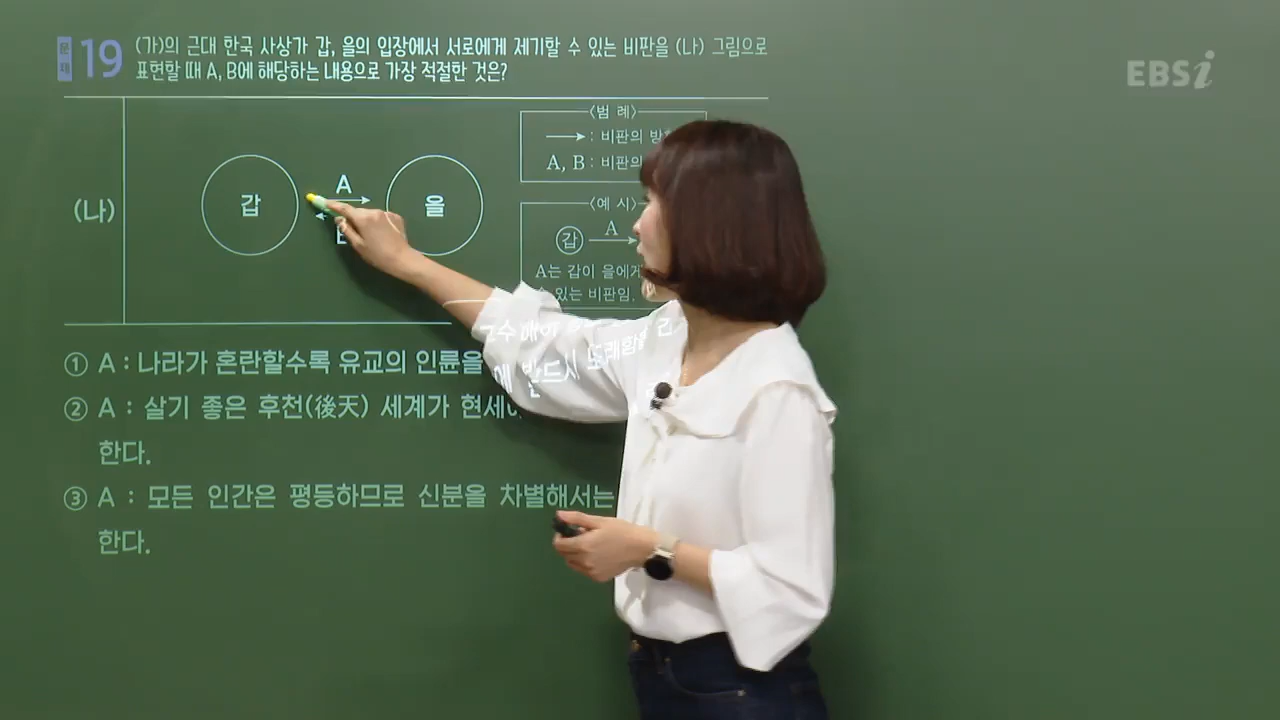 문제 19 (가)의 근대 한국 사상가 갑, 을의 입장에서 서로에게 제기할 수 있는 비판을 (나) 그림으로
표현할 때 A, B에 해당하는 내용으로 가장 적절한 것은?
EBSi
<범 례>
→ : 비판의
A, B : 비판의
(나)
갑
A
을
<예 시>
갑 A
A는 갑이 을에게
있는 비판임.
① A : 나라가 혼란할수록 유교의 인륜을
반드시
② A : 살기 좋은 후천(後天) 세계가
한다.
③ A : 모든 인간은 평등하므로 신분을 차별해서는
한다.